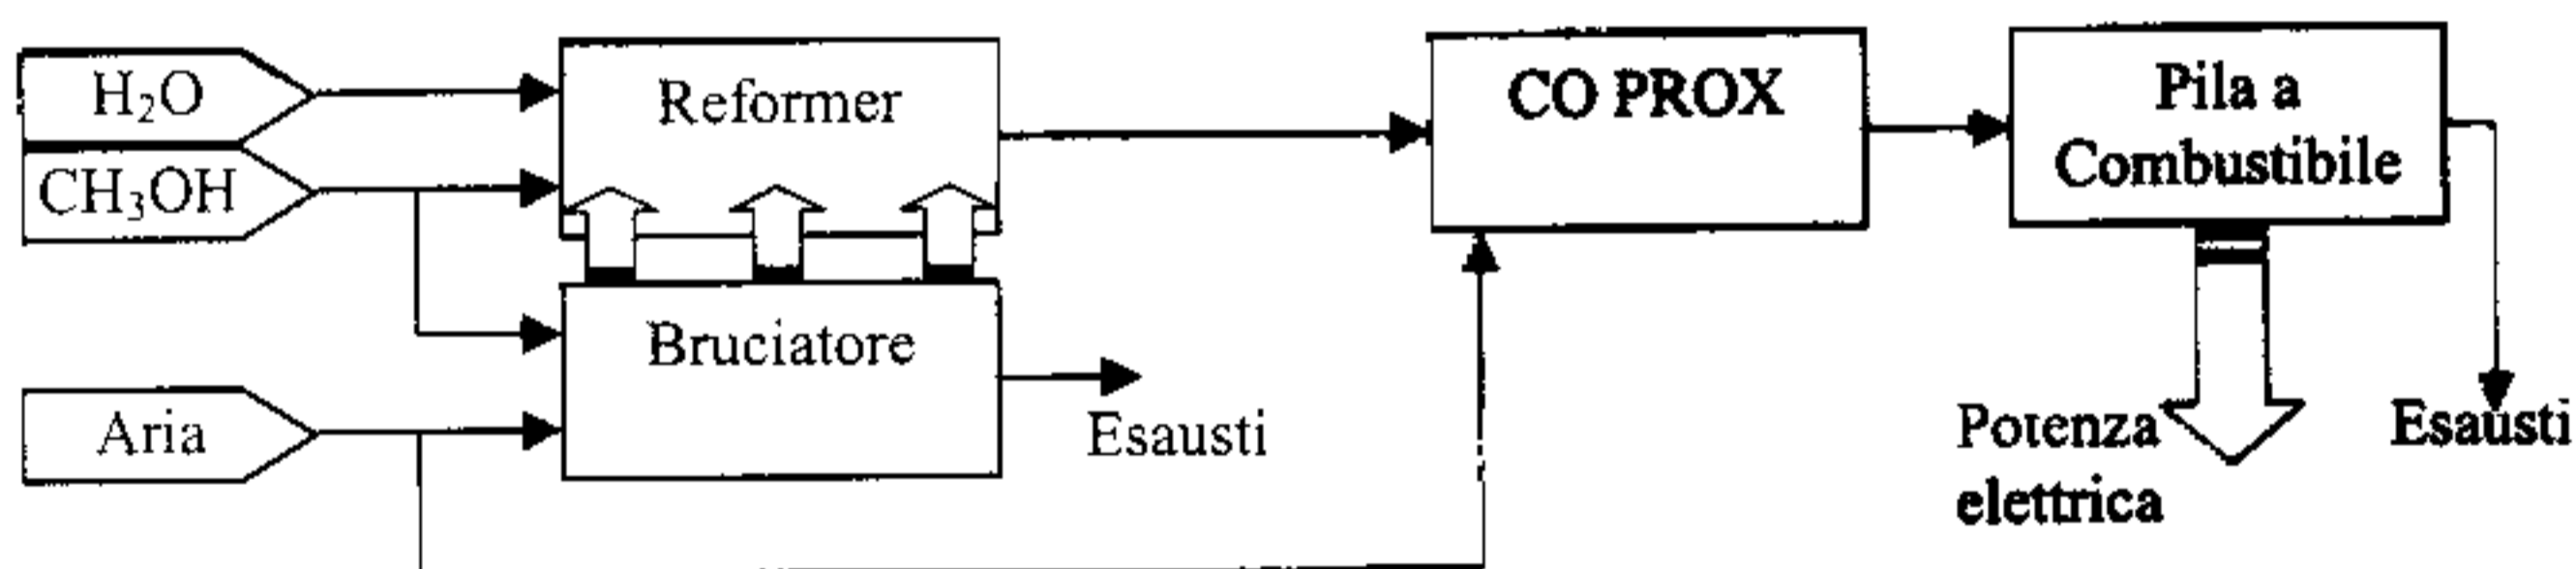 H₂O
CH₃OH
Aria
Reformer
Bruciatore
Esausti
CO PROX
Pila a
Combustibile
Potenza
elettrica
Esausti